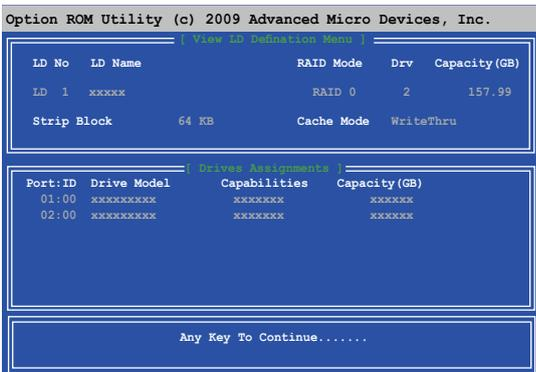 Option ROM Utility (c) 2009 Advanced Micro Devices, Inc.
[ View LD Defination Menu ]
LD No LD Name RAID Mode Drv Capacity(GB)
LD 1 xxxxx RAID 0 2 157.99
Strip Block 64 KB Cache Mode WriteThru
[ Drives Assignments ]
Port:ID Drive Model Capabilities Capacity(GB)
01:00 xxxxxxxxx xxxxxxx xxxxxx
02:00 xxxxxxxxx xxxxxxx xxxxxx
Any Key To Continue.......